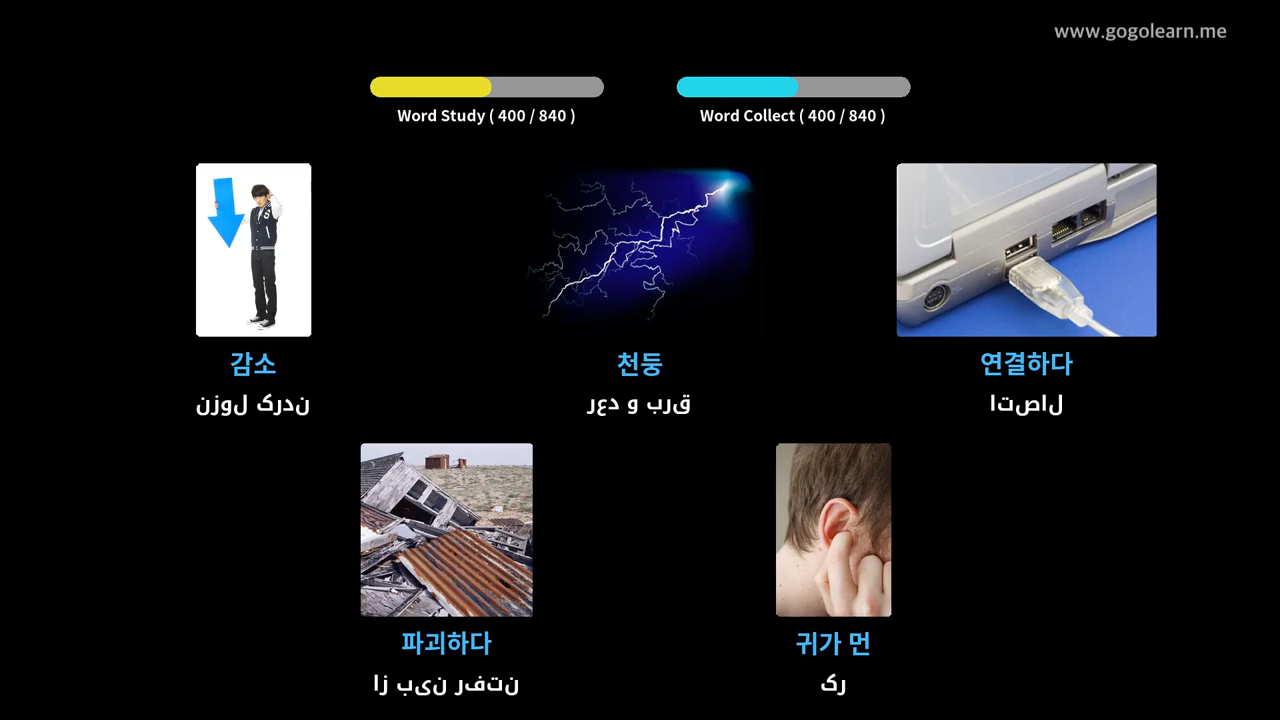 www.gogolearn.me
Word Study ( 400 / 840 )
Word Collect ( 400 / 840 )
감소
천둥
연결하다
نزول کردن
رعد و برق
اتصال
파괴하다
귀가 먼
از بین رفتن
کر